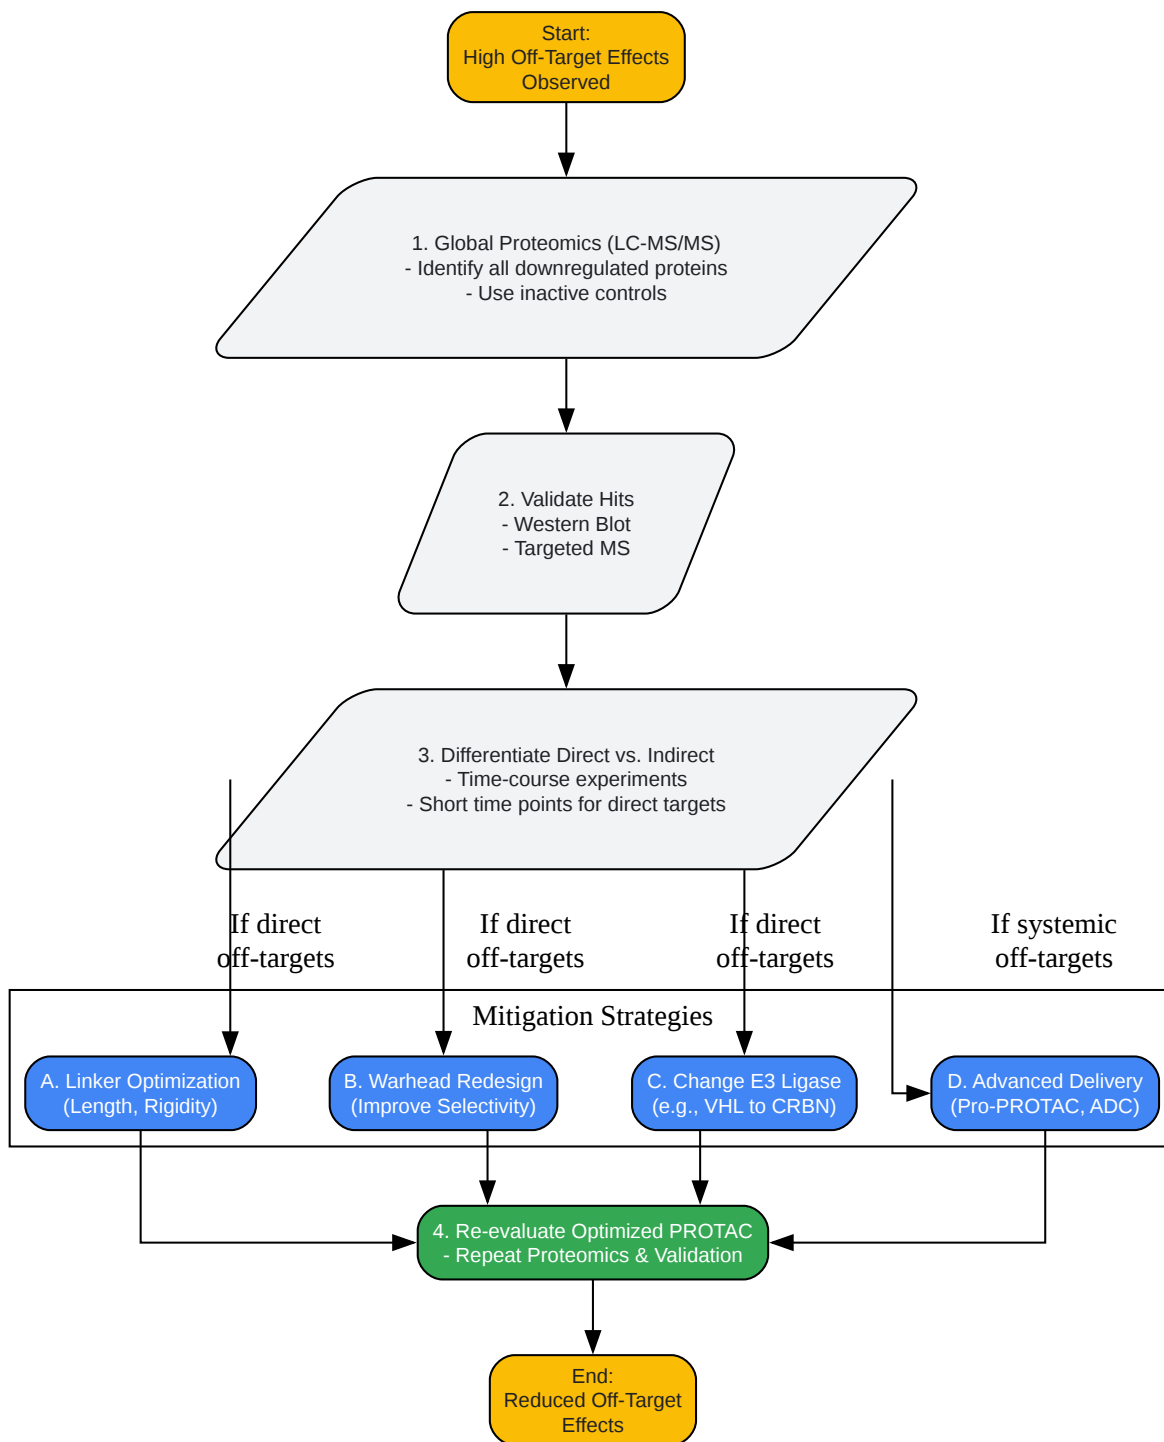 Start:
High Off-Target Effects
Observed
1. Global Proteomics (LC-MS/MS)
- Identify all downregulated proteins
- Use inactive controls
2. Validate Hits
- Western Blot
- Targeted MS
3. Differentiate Direct vs. Indirect
- Time-course experiments
- Short time points for direct targets
If direct
off-targets
If direct
off-targets
If direct
off-targets
If systemic
off-targets
Mitigation Strategies
A. Linker Optimization
(Length, Rigidity)
B. Warhead Redesign
(Improve Selectivity)
C. Change E3 Ligase
(e.g., VHL to CRBN)
D. Advanced Delivery
(Pro-PROTAC, ADC)
4. Re-evaluate Optimized PROTAC
- Repeat Proteomics & Validation
End:
Reduced Off-Target
Effects